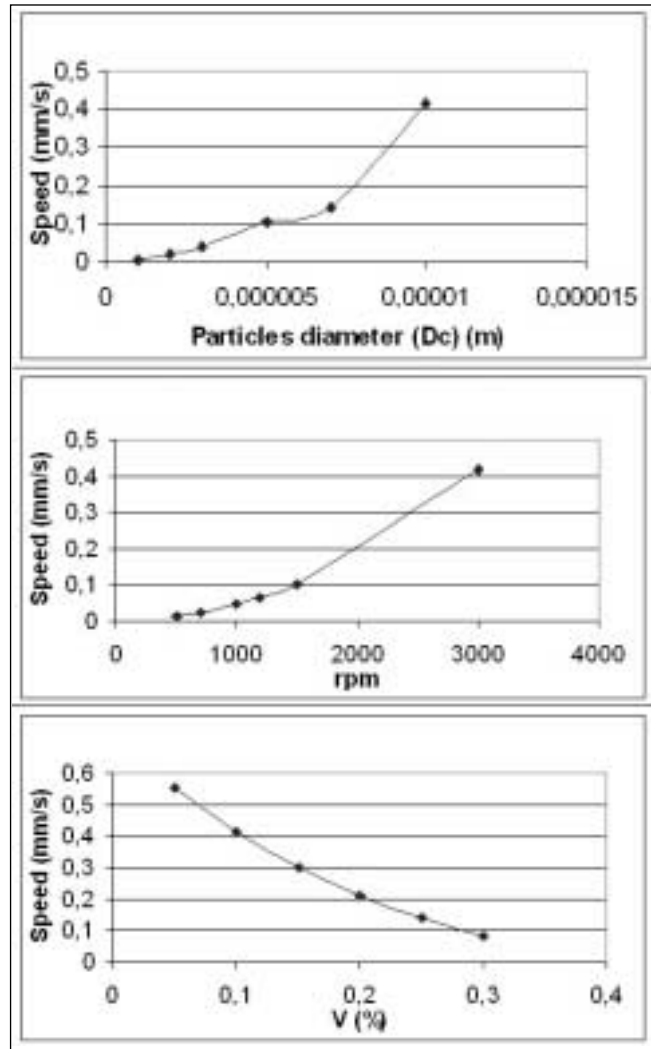 0,5
0,4
0,3
0,2
0,1
0
Speed (mm/s)
0 0,000005 0,00001 0,000015
Particles diameter (Dc) (m)
0,5
0,4
0,3
0,2
0,1
0
Speed (mm/s)
0 1000 2000 3000 4000
rpm
0,6
0,5
0,4
0,3
0,2
0,1
0
Speed (mm/s)
0 0,1 0,2 0,3 0,4
V (%)